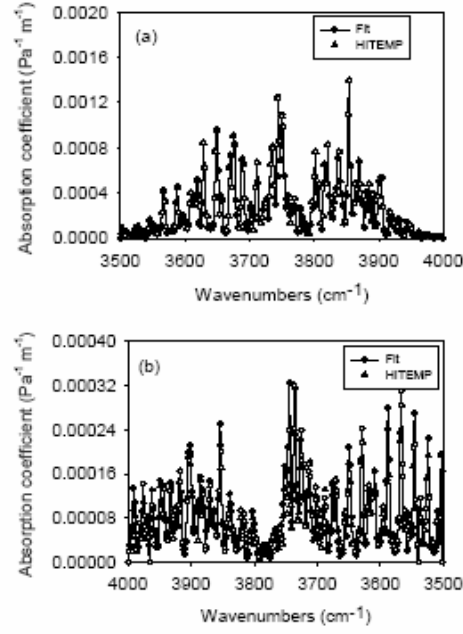 0.0020
(a)
Fit
HITEMP
0.0016
0.0012
0.0008
0.0004
0.0000
Absorption coefficient (Pa-1 m-1)
3500 3600 3700 3800 3900 4000
Wavenumbers (cm-1)
0.00040
(b)
Fit
HITEMP
0.00032
0.00024
0.00016
0.00008
0.00000
Absorption coefficient (Pa-1 m-1)
4000 3900 3800 3700 3600 3500
Wavenumbers (cm-1)